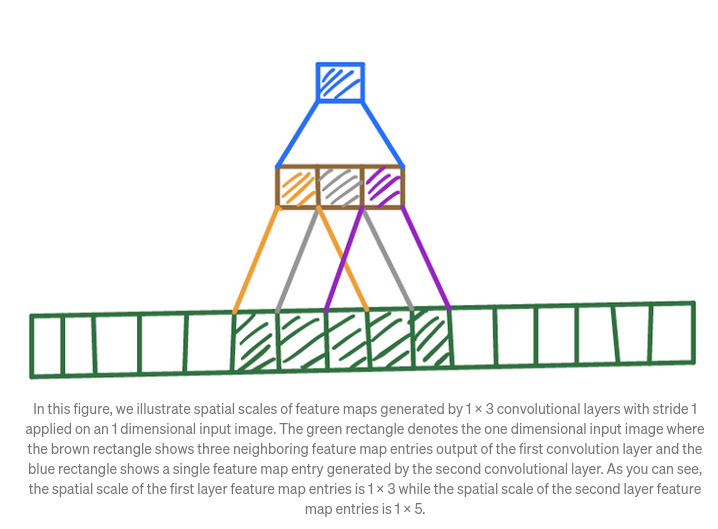 In this figure, we illustrate spatial scales of feature maps generated by 1 × 3 convolutional layers with stride 1
applied on an 1 dimensional input image. The green rectangle denotes the one dimensional input image where
the brown rectangle shows three neighboring feature map entries output of the first convolution layer and the
blue rectangle shows a single feature map entry generated by the second convolutional layer. As you can see,
the spatial scale of the first layer feature map entries is 1 × 3 while the spatial scale of the second layer feature
map entries is 1 × 5.